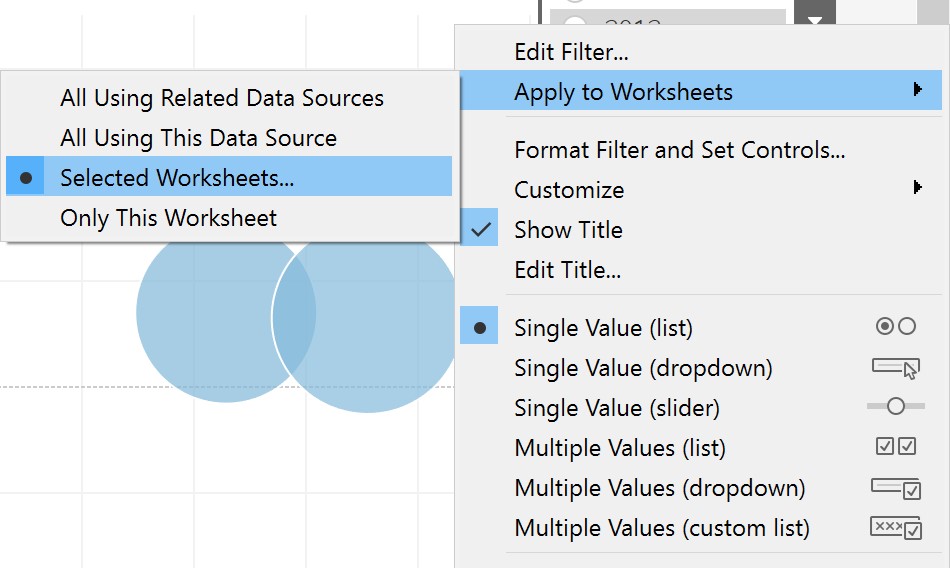 2012
Edit Filter...
Apply to Worksheets
All Using Related Data Sources
All Using This Data Source
Selected Worksheets...
Only This Worksheet
Format Filter and Set Controls...
Customize
Show Title
Edit Title...
Single Value (list)
Single Value (dropdown)
Single Value (slider)
Multiple Values (list)
Multiple Values (dropdown)
Multiple Values (custom list)